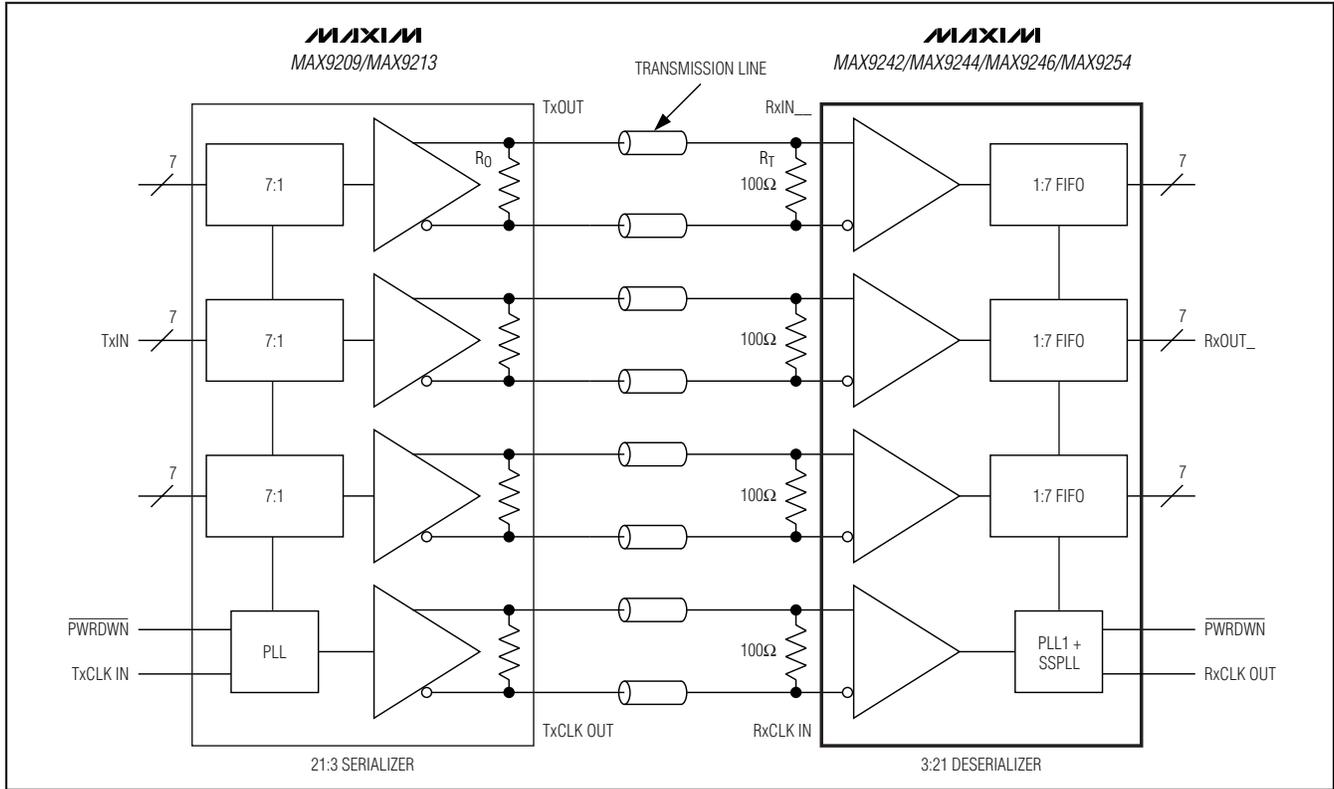 MAXIM
MAX9209/MAX9213
MAXIM
MAX9242/MAX9244/MAX9246/MAX9254
TRANSMISSION LINE
TxOUT
RxIN__
7
7:1
RO
RT
100Ω
1:7 FIFO
7
TxIN
7
7:1
100Ω
1:7 FIFO
7
RxOUT_
7
7:1
100Ω
1:7 FIFO
7
PWRDWN
TxCLK IN
PLL
100Ω
PLL1 +
SSPLL
PWRDWN
RxCLK OUT
TxCLK OUT
RxCLK IN
21:3 SERIALIZER
3:21 DESERIALIZER